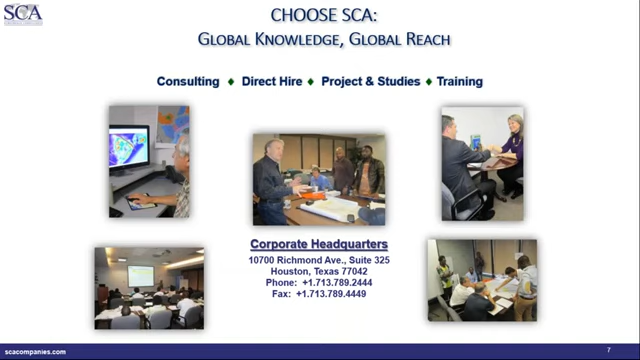 SCA
CHOOSE SCA:
GLOBAL KNOWLEDGE, GLOBAL REACH
Consulting ♦ Direct Hire ♦ Project & Studies ♦ Training
Corporate Headquarters
10700 Richmond Ave., Suite 325
Houston, Texas 77042
Phone: +1.713.789.2444
Fax: +1.713.789.4449
scacompanies.com
7